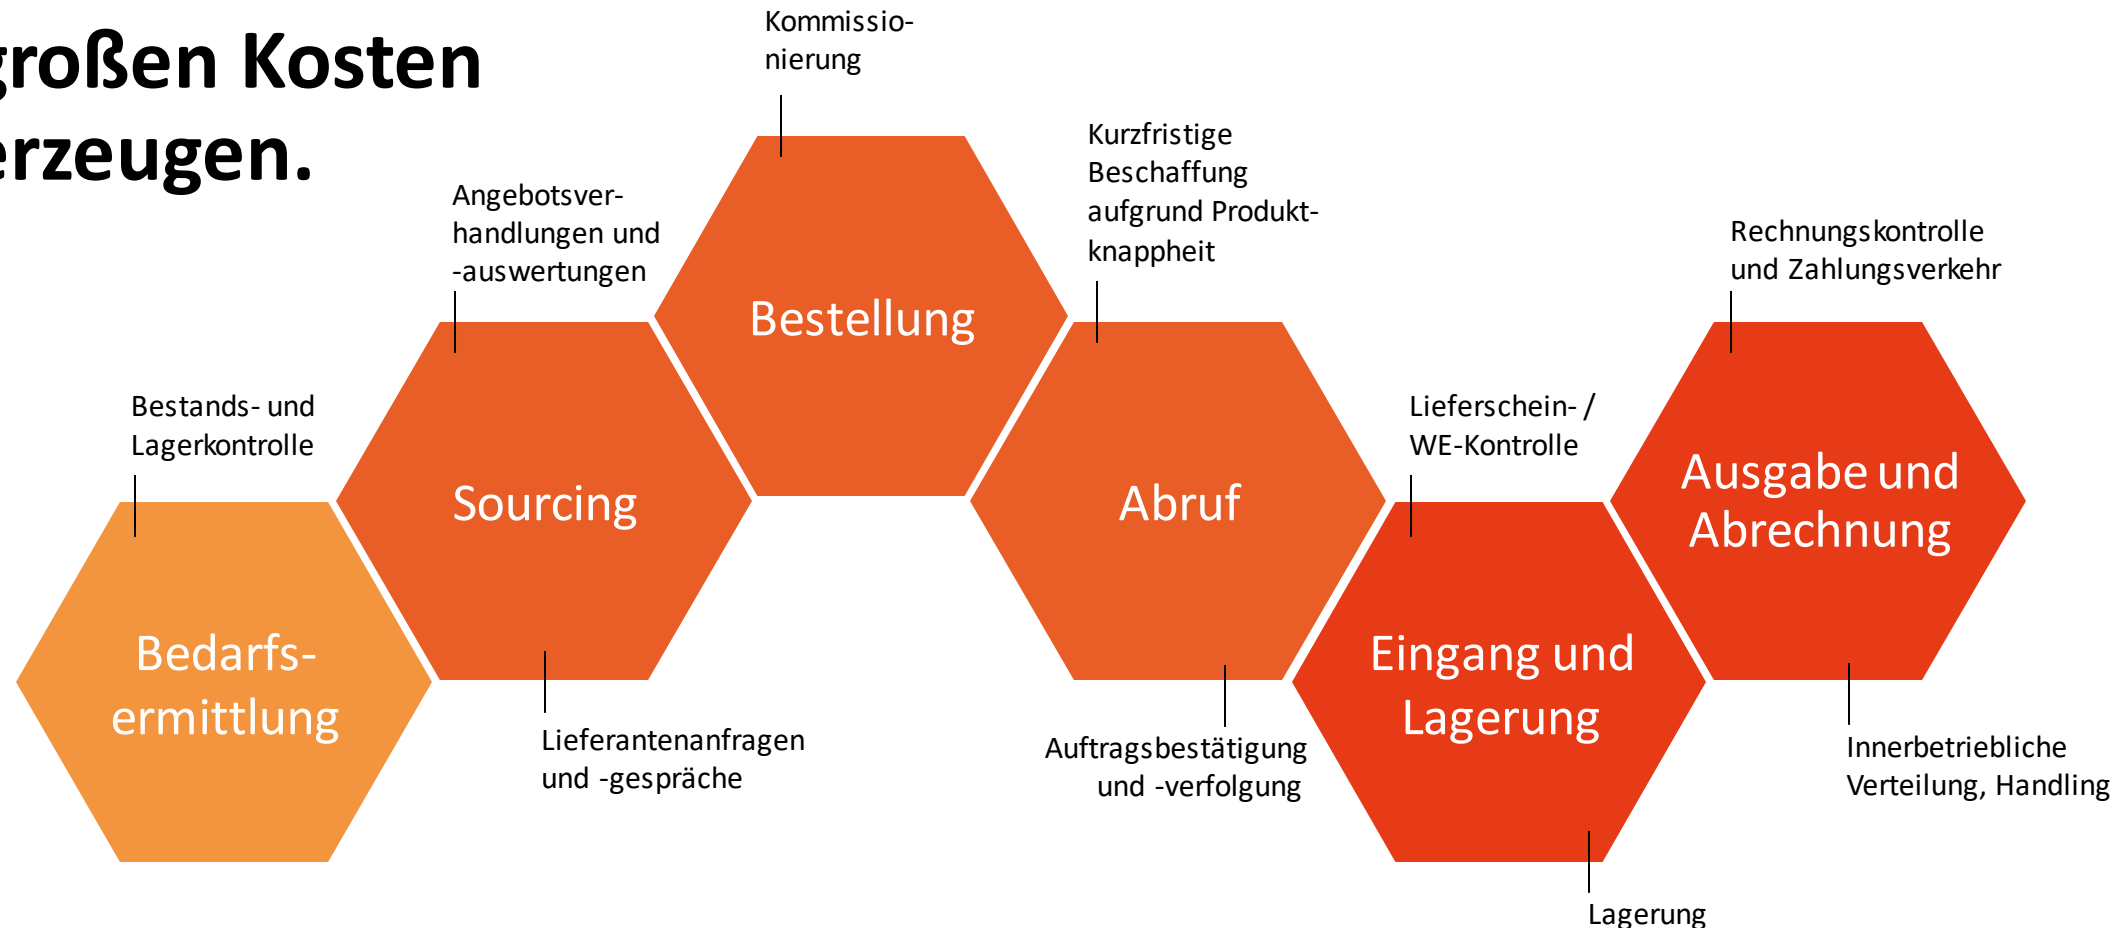 großen Kosten
erzeugen.
Kommissio-
nierung
Kurzfristige
Beschaffung
aufgrund Produkt-
knappheit
Angebotsver-
handlungen und
-auswertungen
Rechnungskontrolle
und Zahlungsverkehr
Bestands- und
Lagerkontrolle
Lieferschein- /
WE-Kontrolle
Bestellung
Sourcing
Abruf
Ausgabe und
Abrechnung
Bedarfs-
ermittlung
Eingang und
Lagerung
Lieferantenanfragen
und -gespräche
Auftragsbestätigung
und -verfolgung
Innerbetriebliche
Verteilung, Handling
Lagerung